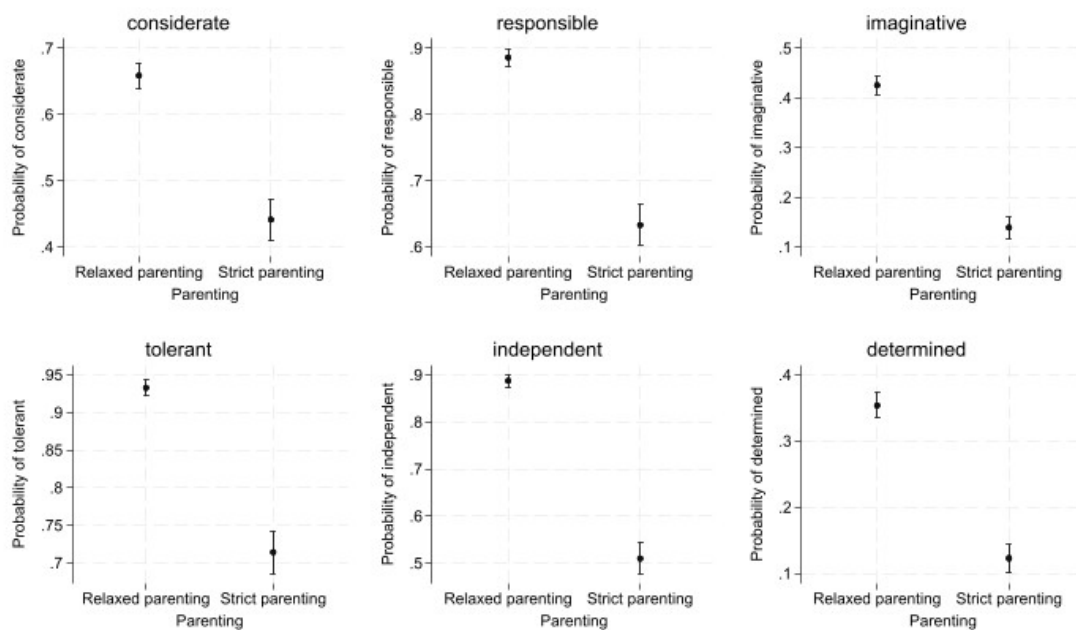 considerate
Probability of considerate
.7
.6
.5
.4
Relaxed parenting Strict parenting
Parenting
responsible
Probability of responsible
.9
.8
.7
.6
Relaxed parenting Strict parenting
Parenting
imaginative
Probability of imaginative
.5
.4
.3
.2
.1
Relaxed parenting Strict parenting
Parenting
tolerant
Probability of tolerant
.95
.9
.85
.8
.75
.7
Relaxed parenting Strict parenting
Parenting
independent
Probability of independent
.9
.8
.7
.6
.5
Relaxed parenting Strict parenting
Parenting
determined
Probability of determined
.4
.3
.2
.1
Relaxed parenting Strict parenting
Parenting